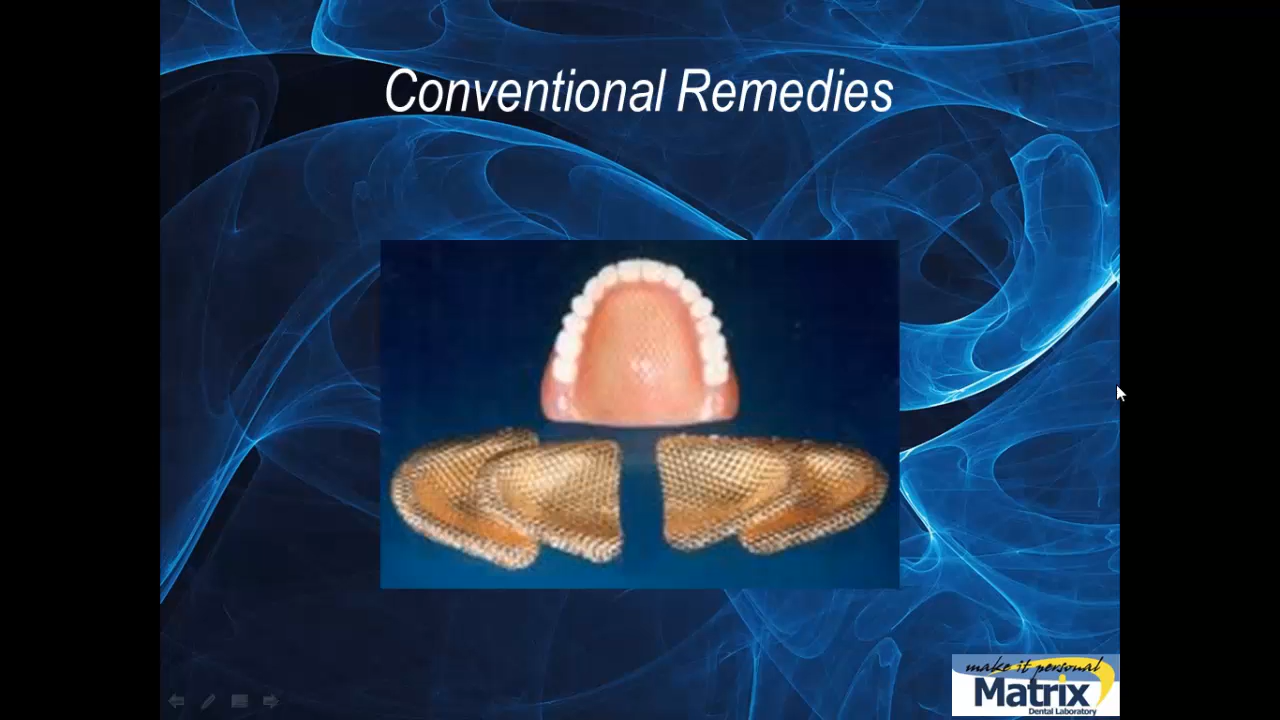 Conventional Remedies
make it personal
Matrix
Dental Laboratory